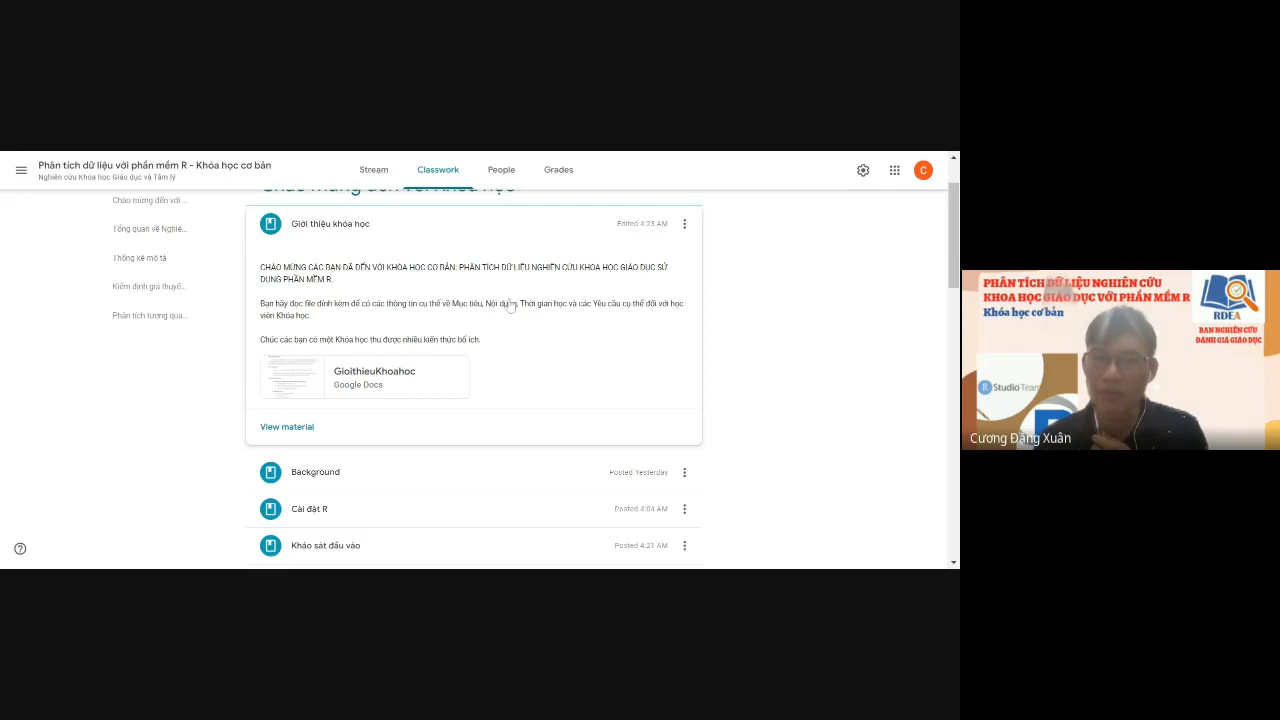 Phân tích dữ liệu với phần mềm R - Khóa học cơ bản
Nghiên cứu Khoa học Giáo dục và Tâm lý
Stream
Classwork
People
Grades
C
Chào mừng đến với Khóa học
Chào mừng đến với ...
Tổng quan về Nghiê...
Thống kê mô tả
Kiểm định giả thuyế...
Phân tích tương qua...
Giới thiệu khóa học
Edited 4:23 AM
CHÀO MỪNG CÁC BẠN ĐÃ ĐẾN VỚI KHÓA HỌC CƠ BẢN: PHÂN TÍCH DỮ LIỆU NGHIÊN CỨU KHOA HỌC GIÁO DỤC SỬ
DỤNG PHẦN MỀM R.
Bạn hãy đọc file đính kèm để có các thông tin cụ thể về Mục tiêu, Nội dung, Thời gian học và các Yêu cầu cụ thể đối với học
viên Khóa học.
Chúc các bạn có một Khóa học thu được nhiều kiến thức bổ ích.
GioithieuKhoahoc
Google Docs
View material
Background
Posted Yesterday
Cài đặt R
Posted 4:04 AM
Khảo sát đầu vào
Posted 4:21 AM
PHÂN TÍCH DỮ LIỆU NGHIÊN CỨU
KHOA HỌC GIÁO DỤC VỚI PHẦN MỀM R
Khóa học cơ bản
RDEA
BAN NGHIÊN CỨU
ĐÁNH GIÁ GIÁO DỤC
R Studio Team
Cương Đặng Xuân